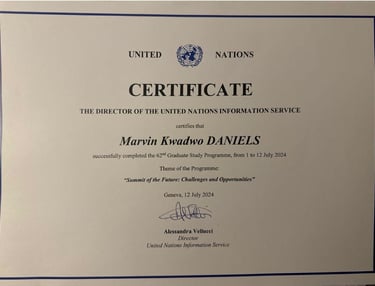 UNITED NATIONS
CERTIFICATE
THE DIRECTOR OF THE UNITED NATIONS INFORMATION SERVICE
certifies that
Marvin Kwadwo DANIELS
successfully completed the 62nd Graduate Study Programme, from 1 to 12 July 2024
Theme of the Programme:
“Summit of the Future: Challenges and Opportunities”
Geneva, 12 July 2024
Alessandra Vellucci
Director
United Nations Information Service